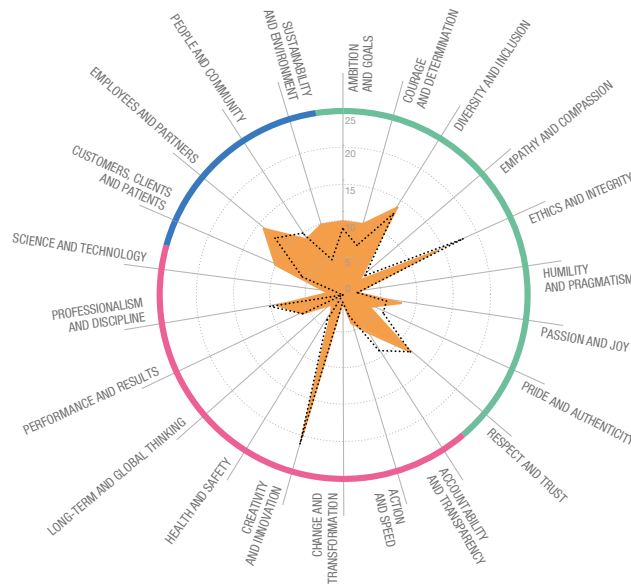 AMBITION
AND GOALS
COURAGE
AND DETERMINATION
DIVERSITY AND INCLUSION
EMPATHY AND COMPASSION
ETHICS AND INTEGRITY
HUMILITY
AND PRAGMATISM
PASSION AND JOY
PRIDE AND AUTHENTICITY
RESPECT AND TRUST
ACCOUNTABILITY
AND TRANSPARENCY
ACTION
AND SPEED
CHANGE AND
TRANSFORMATION
CREATIVITY
AND INNOVATION
HEALTH AND SAFETY
LONG-TERM AND GLOBAL THINKING
PERFORMANCE AND RESULTS
PROFESSIONALISM
AND DISCIPLINE
SCIENCE AND TECHNOLOGY
CUSTOMERS, CLIENTS
AND PATIENTS
EMPLOYEES AND PARTNERS
PEOPLE AND COMMUNITY
SUSTAINABILITY
AND ENVIRONMENT
25
20
15
10
5
0